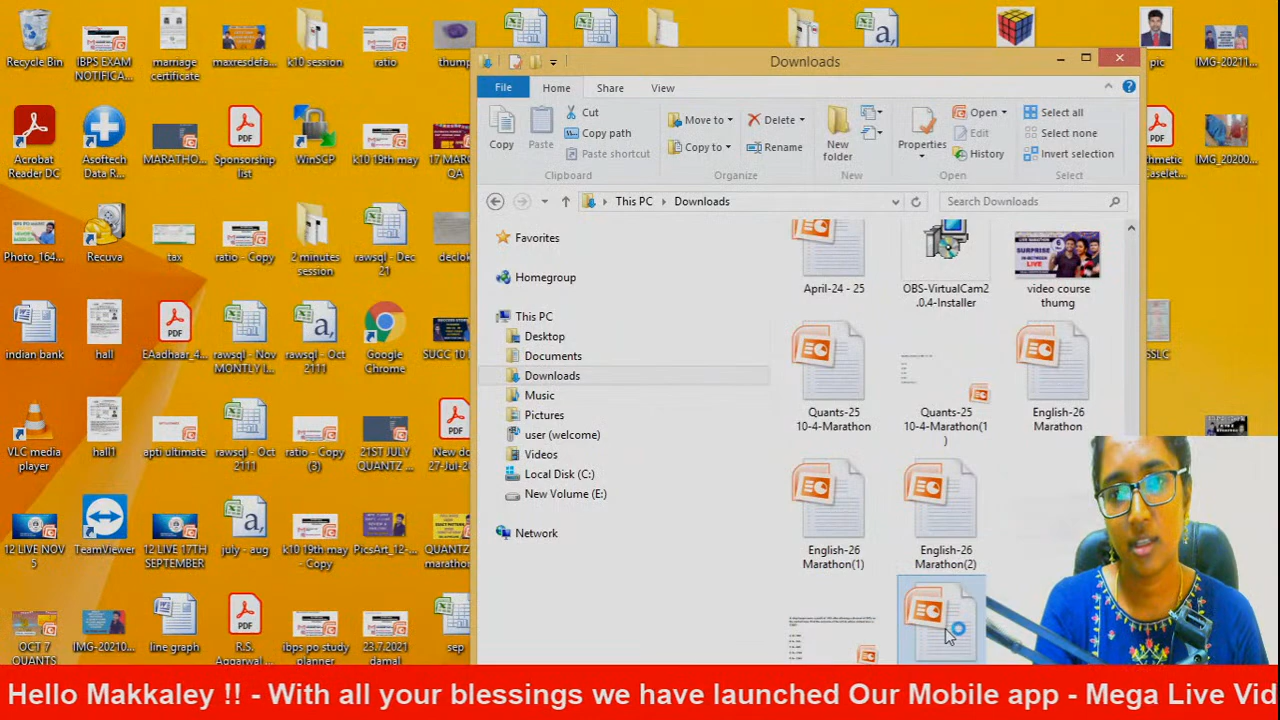 Recycle Bin
IBPS EXAM
NOTIFICA...
marriage
certificate
maxresdefa...
k10 session
ratio
thump
pic
IMG-20211...
Downloads
File
Home
Share
View
Copy
Paste
Cut
Copy path
Paste shortcut
Clipboard
Move to
Copy to
Delete
Rename
Organize
New
folder
New
Properties
Open
Edit
History
Open
Select all
Select none
Invert selection
Select
This PC
Downloads
Search Downloads
Favorites
Homegroup
This PC
Desktop
Documents
Downloads
Music
Pictures
user (welcome)
Videos
Local Disk (C:)
New Volume (E:)
Network
April-24 - 25
OBS-VirtualCam2
.0.4-Installer
video course
thumg
Quants-25
10-4-Marathon
Quants-25
10-4-Marathon(1
)
English-26
Marathon
English-26
Marathon(1)
English-26
Marathon(2)
Acrobat
Reader DC
Asoftech
Data R...
MARATHO...
Sponsorship
list
WinSCP
k10 19th may
17 MARC
QA
IMG_20200...
Photo_164...
Recuva
tax
ratio - Copy
2 minutes
session
rawsql - Dec
21
indian bank
hall
EAadhaar_4...
rawsql - Nov
MONTLY I...
rawsql - Oct
2111
Google
Chrome
SUCC 10
SSLC
VLC media
player
hall1
apti ultimate
rawsql - Oct
2111
ratio - Copy
(3)
21ST JULY
QUANTZ ...
New do
27-Jul-20
12 LIVE NOV
5
TeamViewer
12 LIVE 17TH
SEPTEMBER
july - aug
k10 19th may
- Copy
PicsArt_12-...
QUANTZ
marathon
OCT 7
QUANTS
IMG-20210...
line graph
R.S.
Aggarwal ...
ibps po study
planner
23.7.2021
damal
sep
Hello Makkaley !! - With all your blessings we have launched Our Mobile app - Mega Live Vid